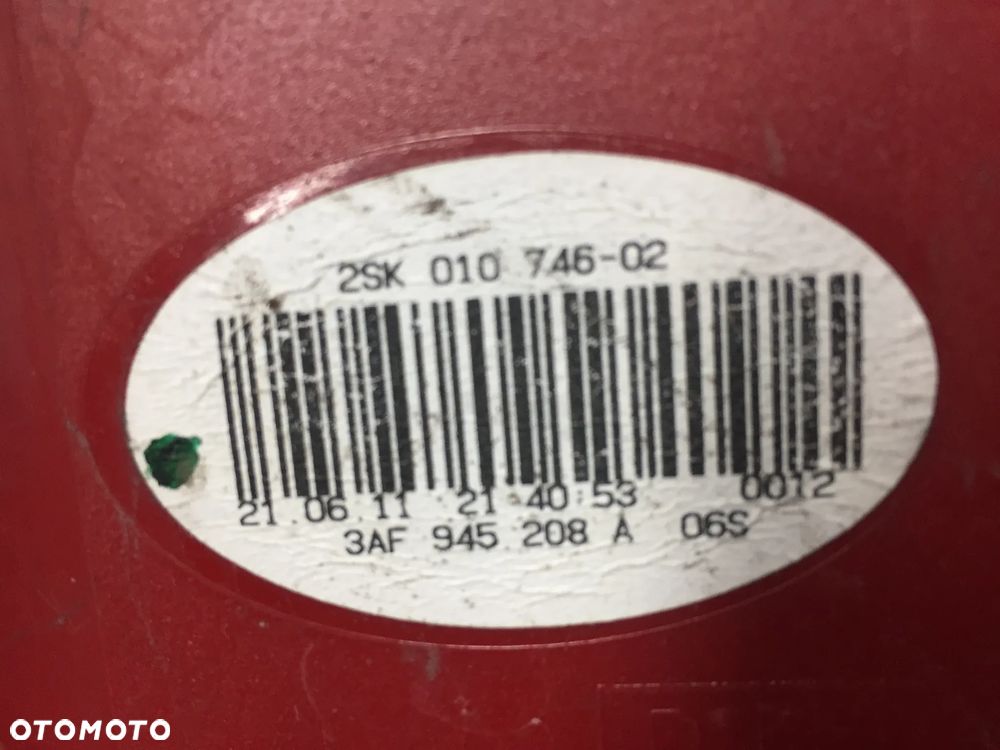 2SK 010 746-02
21.06.11 21:40:53 0012
3AF 945 208 A 06S
OTOMOTO